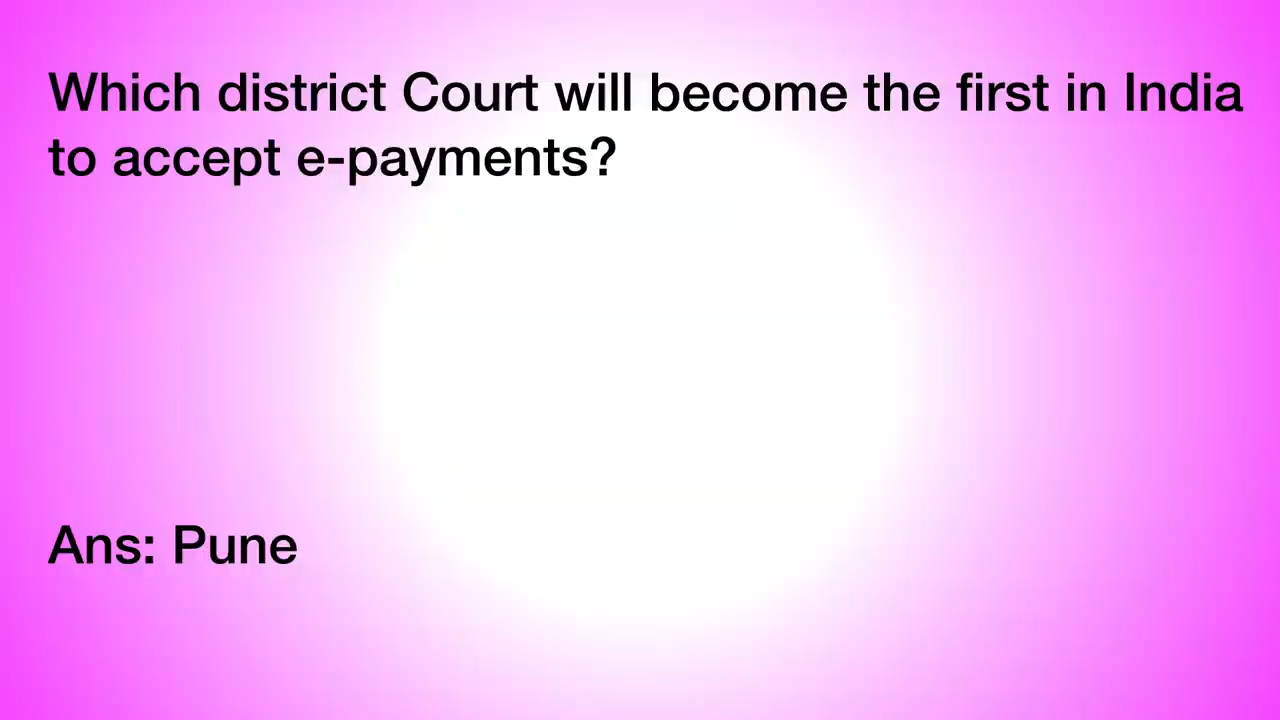 Which district Court will become the first in India
to accept e-payments?
Ans: Pune